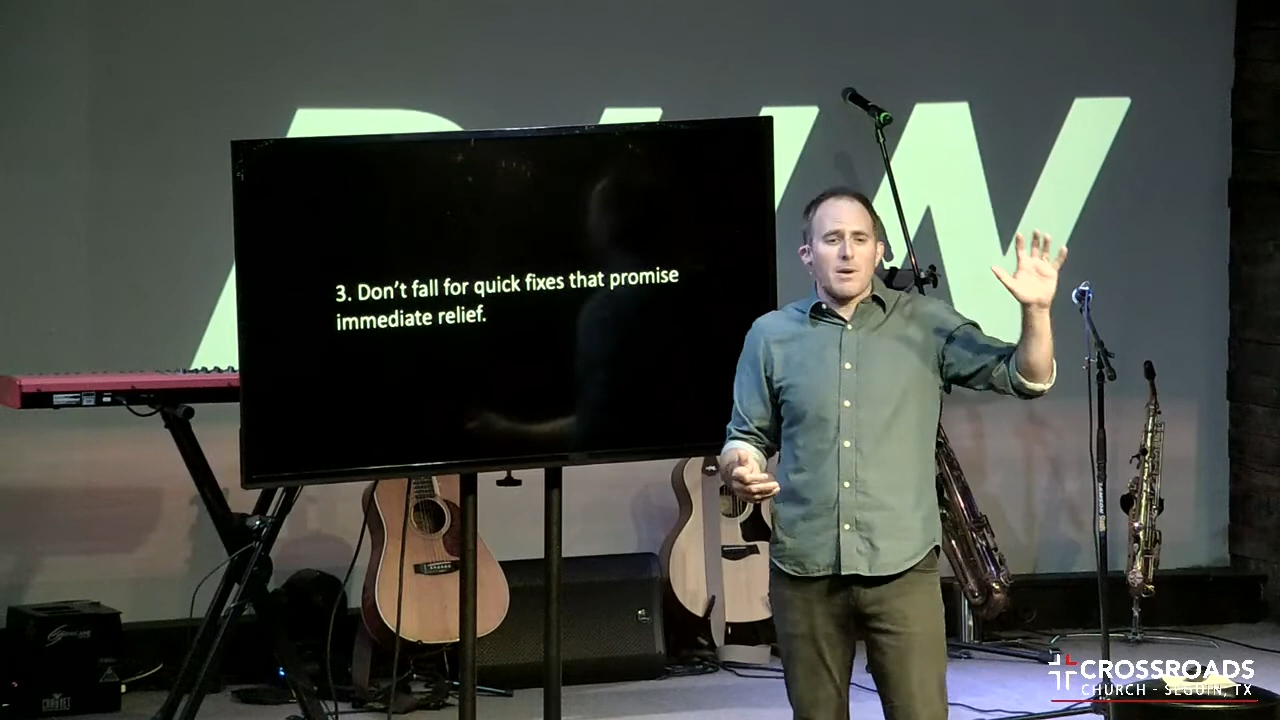 3. Don't fall for quick fixes that promise
immediate relief.
CROSSROADS
CHURCH - SEGUIN, TX